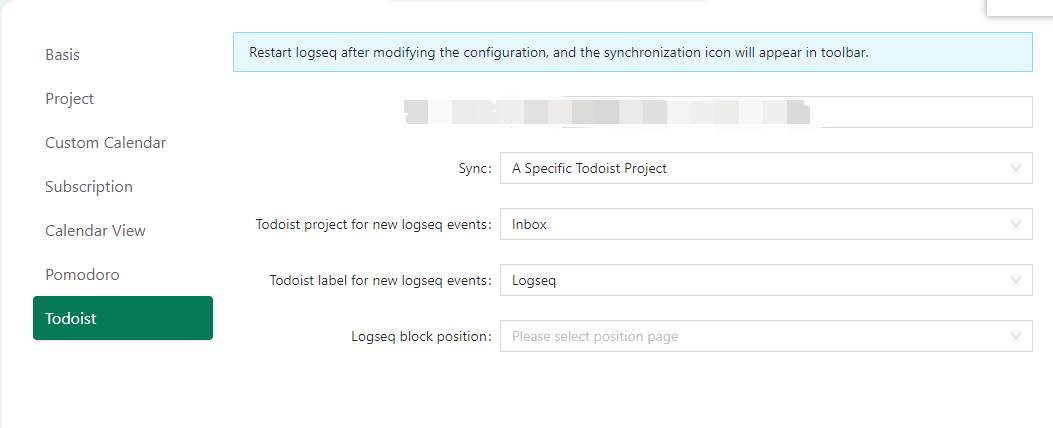 Basis
Project
Custom Calendar
Subscription
Calendar View
Pomodoro
Todoist
Restart logseq after modifying the configuration, and the synchronization icon will appear in toolbar.
Sync: A Specific Todoist Project
Todoist project for new logseq events: Inbox
Todoist label for new logseq events: Logseq
Logseq block position: Please select position page